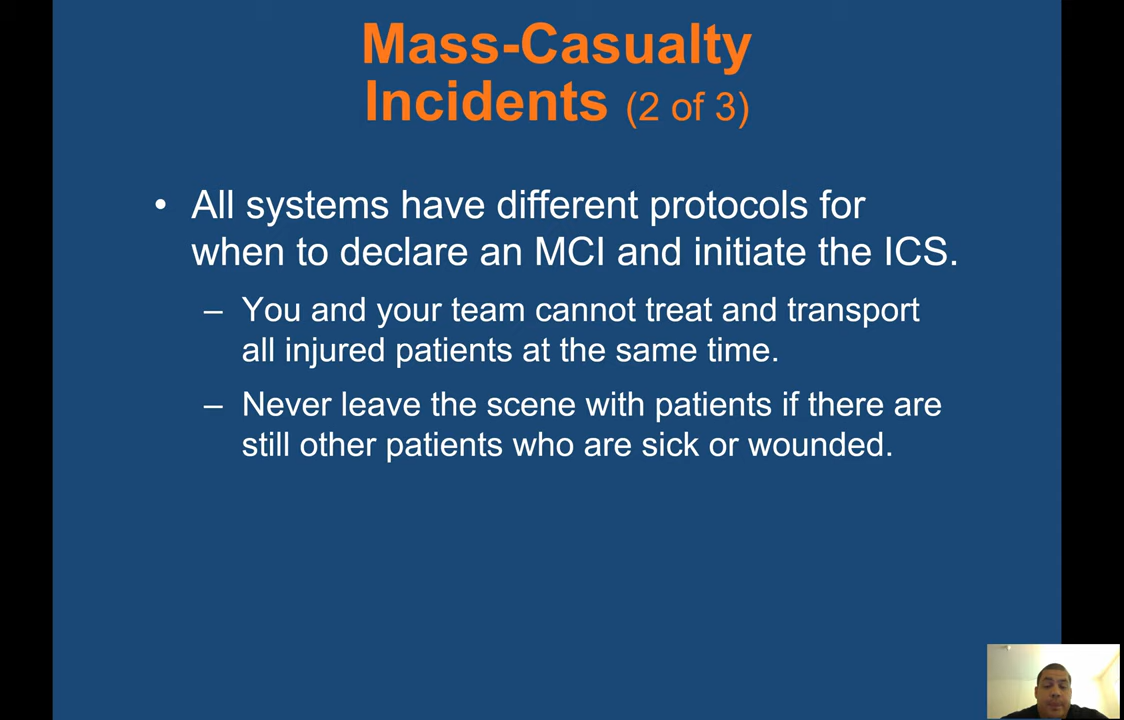 Mass-Casualty
Incidents (2 of 3)
• All systems have different protocols for
when to declare an MCI and initiate the ICS.
– You and your team cannot treat and transport
all injured patients at the same time.
– Never leave the scene with patients if there are
still other patients who are sick or wounded.